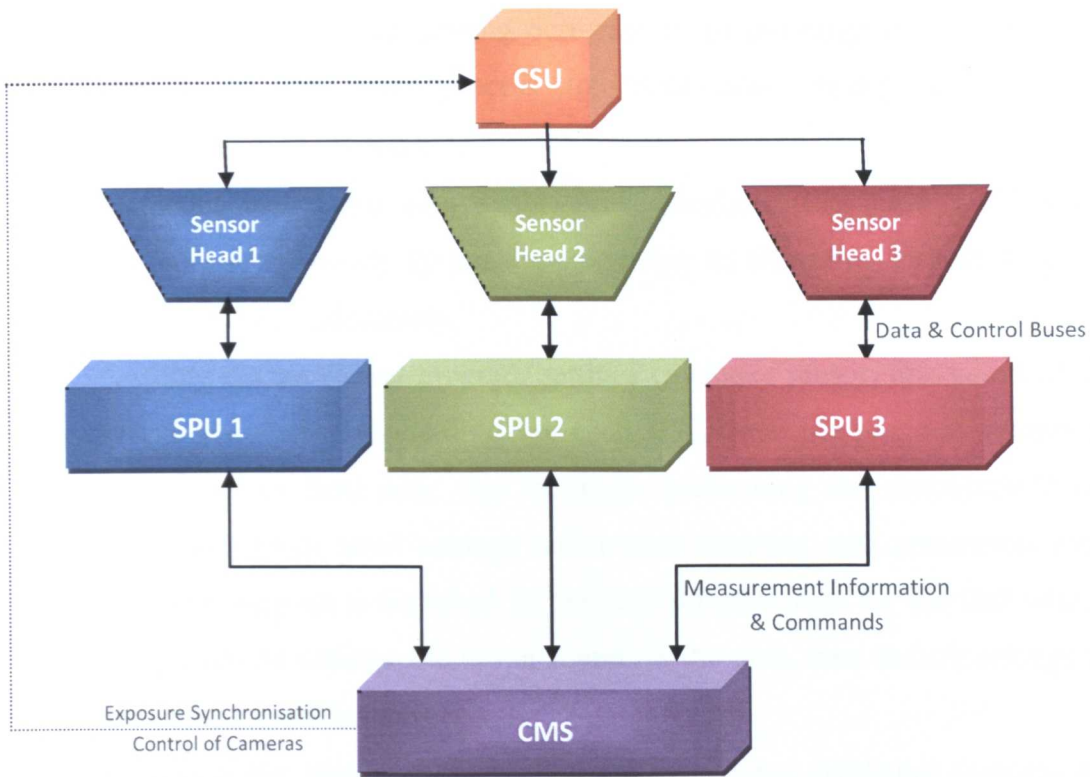 CSU
Sensor
Head 1
Sensor
Head 2
Sensor
Head 3
Data & Control Buses
SPU 1
SPU 2
SPU 3
Measurement Information
& Commands
Exposure Synchronisation
Control of Cameras
CMS